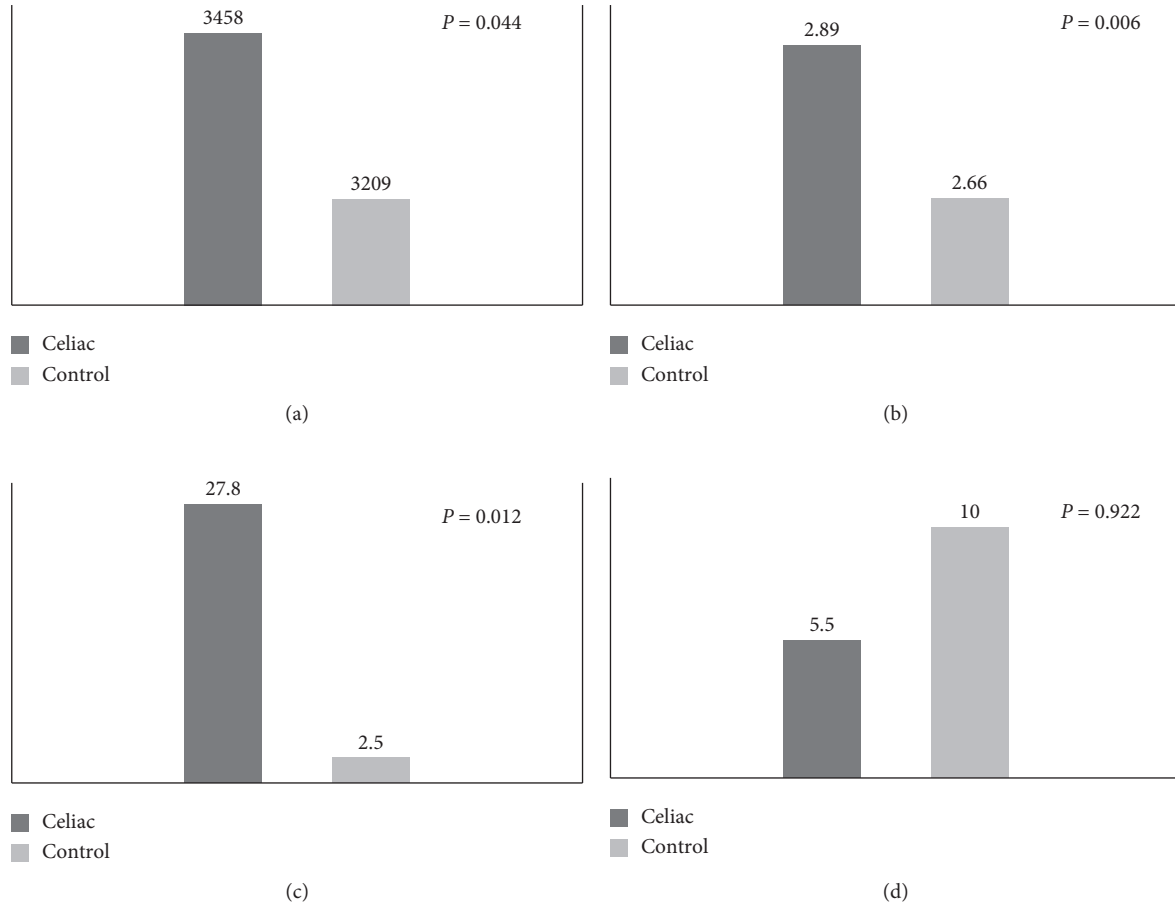 3458
P = 0.044
3209
Celiac
Control
(a)
2.89
P = 0.006
2.66
Celiac
Control
(b)
27.8
P = 0.012
2.5
Celiac
Control
(c)
10
P = 0.922
5.5
Celiac
Control
(d)